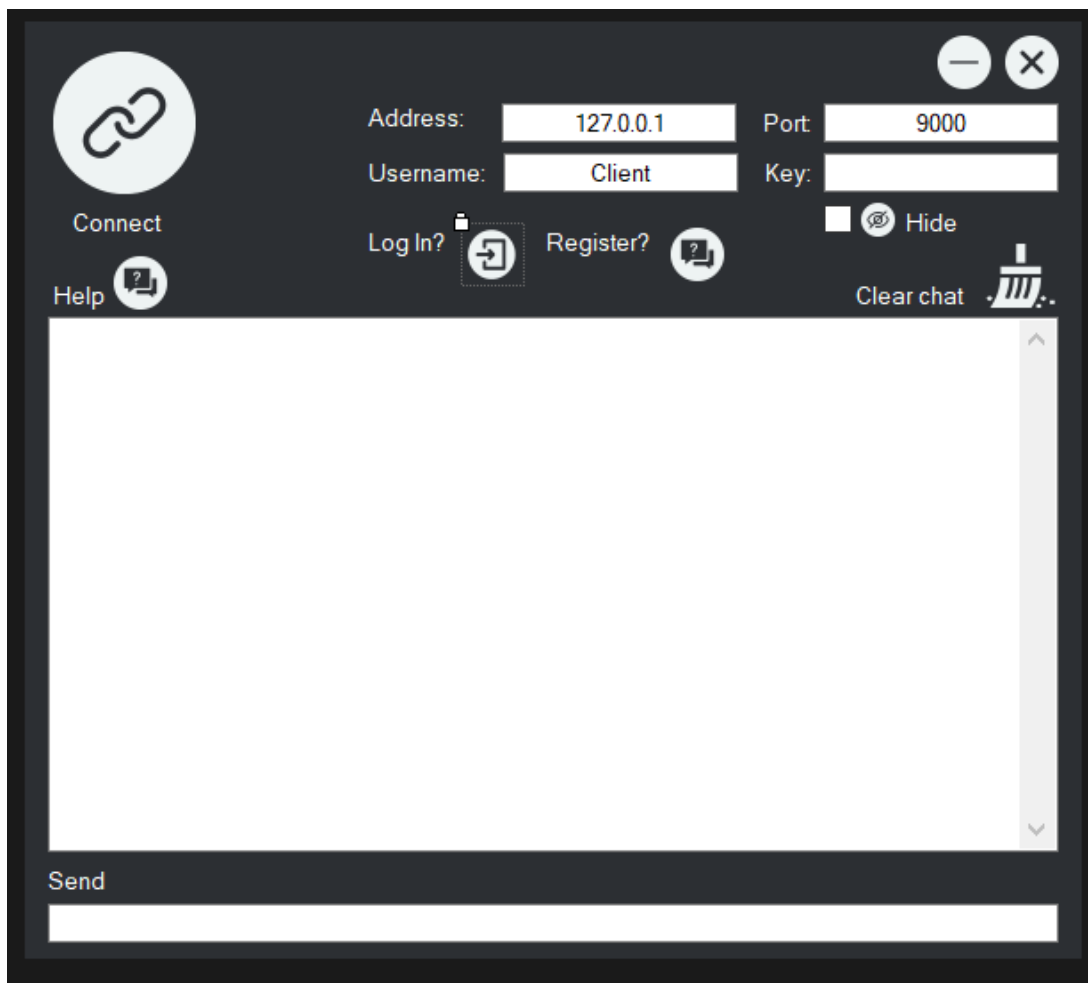 Address: 127.0.0.1 Port: 9000
Username: Client Key:
Connect
Hide
Log In? Register?
Help
Clear chat
Send